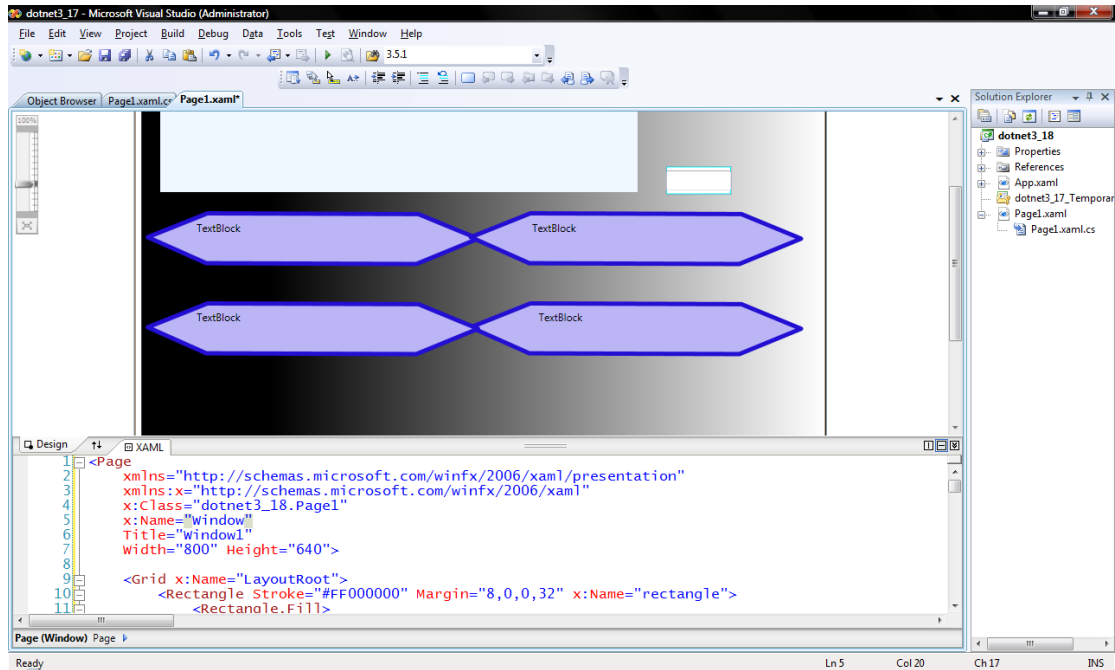 dotnet3_17 - Microsoft Visual Studio (Administrator)
File Edit View Project Build Debug Data Tools Test Window Help
3.5.1
Object Browser Page1.xaml.cs Page1.xaml*
100%
TextBlock TextBlock
TextBlock TextBlock
Design XAML
1 <Page
2 xmlns="http://schemas.microsoft.com/winfx/2006/xaml/presentation"
3 xmlns:x="http://schemas.microsoft.com/winfx/2006/xaml"
4 x:Class="dotnet3_18.Page1"
5 x:Name="Window"
6 Title="Window1"
7 Width="800" Height="640">
8
9 <Grid x:Name="LayoutRoot">
10 <Rectangle Stroke="#FF000000" Margin="8,0,0,32" x:Name="rectangle">
11 <Rectangle.Fill>
Page (Window) Page
Solution Explorer
dotnet3_18
Properties
References
App.xaml
dotnet3_17_Temporar
Page1.xaml
Page1.xaml.cs
Ready Ln 5 Col 20 Ch 17 INS